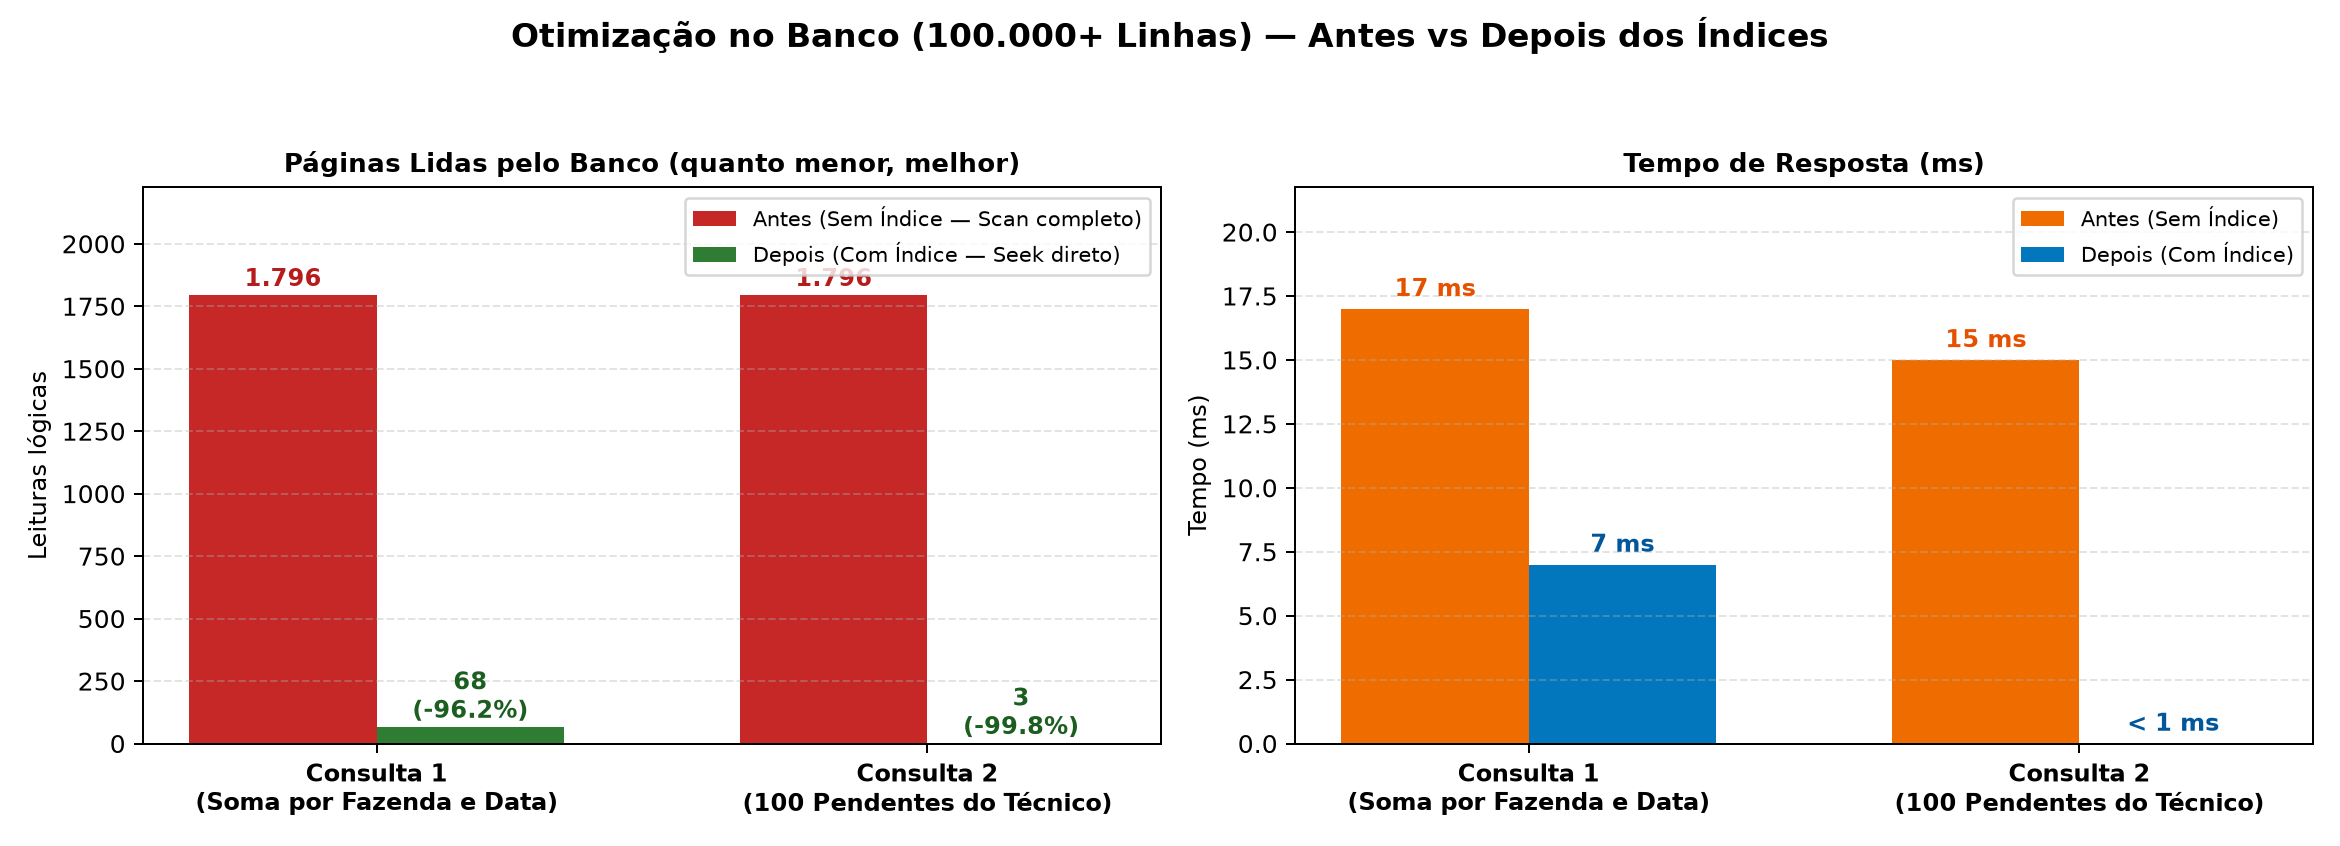 Otimização no Banco (100.000+ Linhas) — Antes vs Depois dos Índices
Páginas Lidas pelo Banco (quanto menor, melhor)
Leituras lógicas
2000
1750
1500
1250
1000
750
500
250
0
Antes (Sem Índice — Scan completo)
Depois (Com Índice — Seek direto)
1.796
68
(-96.2%)
1.796
3
(-99.8%)
Consulta 1
(Soma por Fazenda e Data)
Consulta 2
(100 Pendentes do Técnico)
Tempo de Resposta (ms)
Tempo (ms)
20.0
17.5
15.0
12.5
10.0
7.5
5.0
2.5
0.0
Antes (Sem Índice)
Depois (Com Índice)
17 ms
7 ms
15 ms
< 1 ms
Consulta 1
(Soma por Fazenda e Data)
Consulta 2
(100 Pendentes do Técnico)